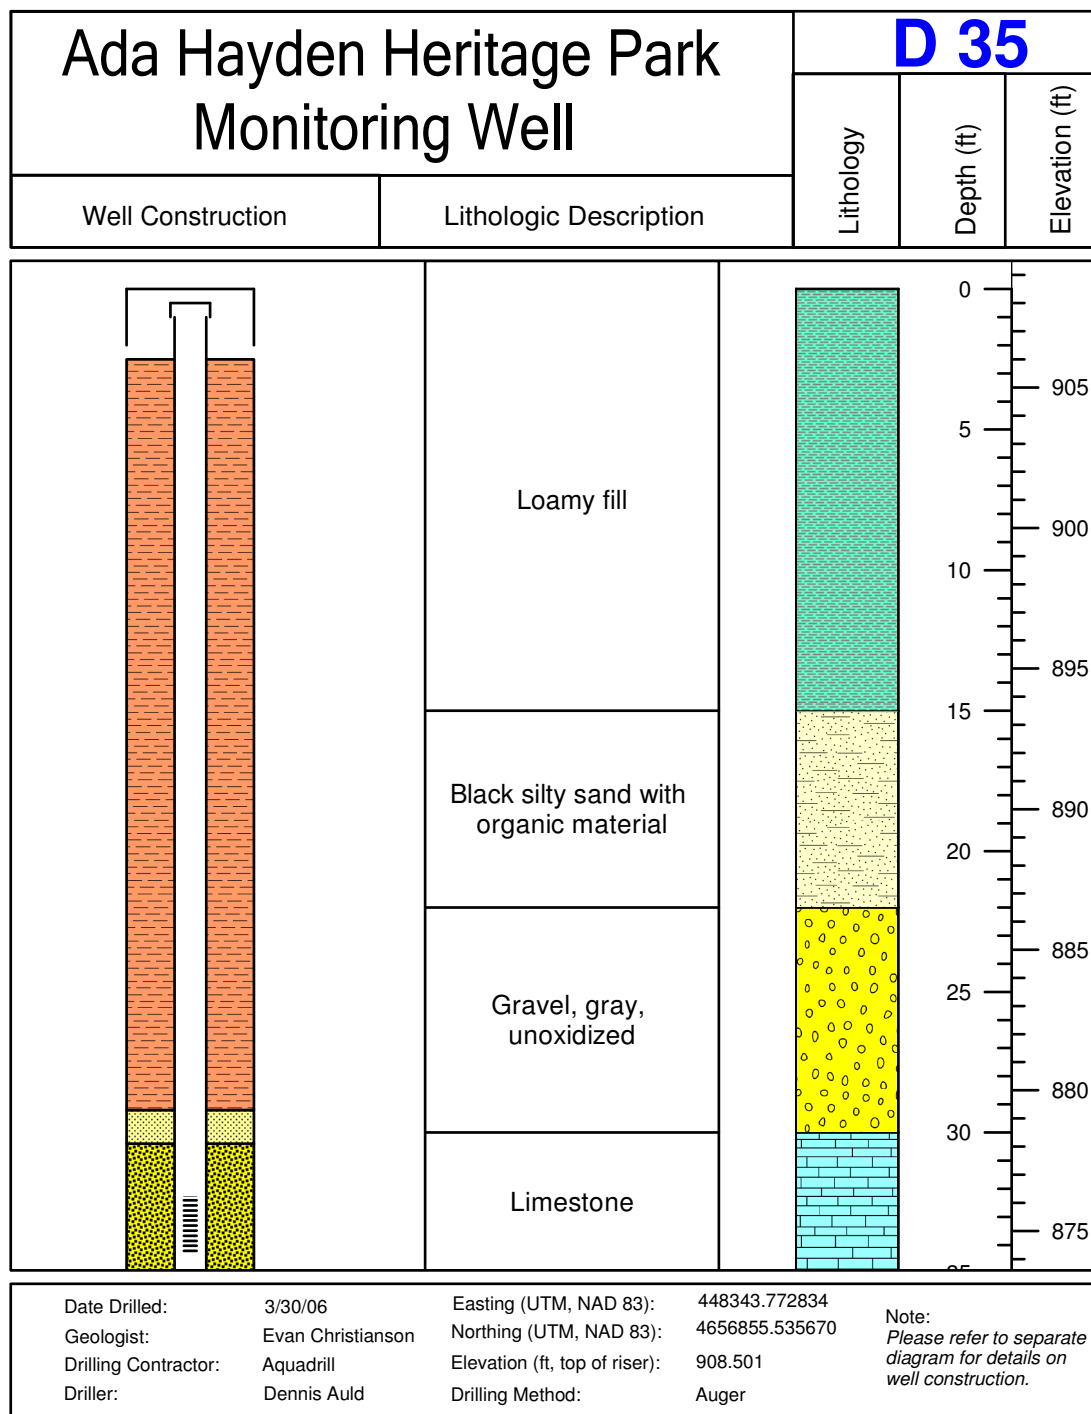 Ada Hayden Heritage Park
Monitoring Well
D 35
Well Construction
Lithologic Description
Lithology
Depth (ft)
Elevation (ft)
0
905
5
Loamy fill
900
10
895
15
Black silty sand with
organic material
890
20
885
Gravel, gray,
unoxidized
25
880
30
Limestone
875
Date Drilled: 3/30/06
Geologist: Evan Christianson
Drilling Contractor: Aquadrill
Driller: Dennis Auld
Easting (UTM, NAD 83): 448343.772834
Northing (UTM, NAD 83): 4656855.535670
Elevation (ft, top of riser): 908.501
Drilling Method: Auger
Note:
Please refer to separate
diagram for details on
well construction.